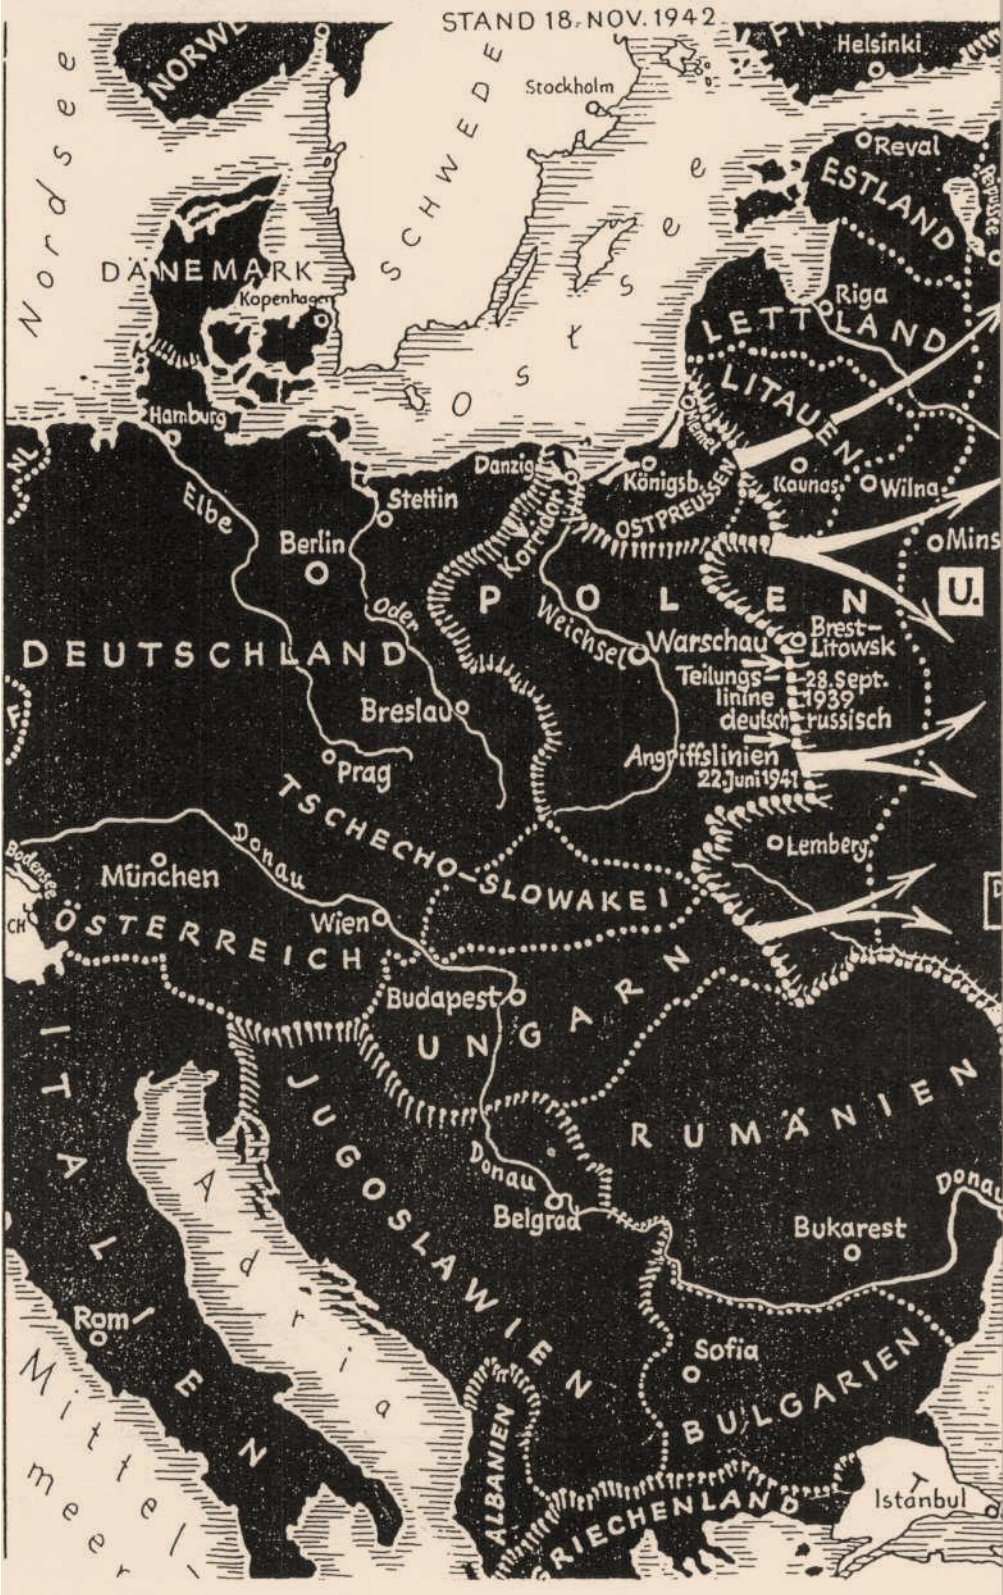 STAND 18. NOV. 1942
Nordsee
NORWE
SCHWEDE
Stockholm
Helsinki
Reval
ESTLAND
Peipussee
Ostsee
DÄNEMARK
Kopenhagen
Riga
LETTLAND
LITAUEN
Memel
Hamburg
NL
Elbe
Danzig
Königsb.
OSTPREUSSEN
Kaunas
Wilna
Stettin
Korridor
Berlin
Mins
U.
Oder
POLEN
Weichsel
Warschau
Brest-
Litowsk
DEUTSCHLAND
Teilungs-
linine
deutsch
28. Sept.
1939
russisch
Breslau
F
Angriffslinien
22. Juni 1941
Prag
TSCHECHO-SLOWAKEI
Lemberg
Donau
Bodensee
München
CH
ÖSTERREICH
Wien
Budapest
UNGARN
ITALIEN
JUGOSLAWIEN
RUMÄNIEN
Adria
Donau
Belgrad
Donau
Bukarest
Rom
Sofia
BULGARIEN
Mittel-
meer
ALBANIEN
RIECHENLAND
T
Istanbul